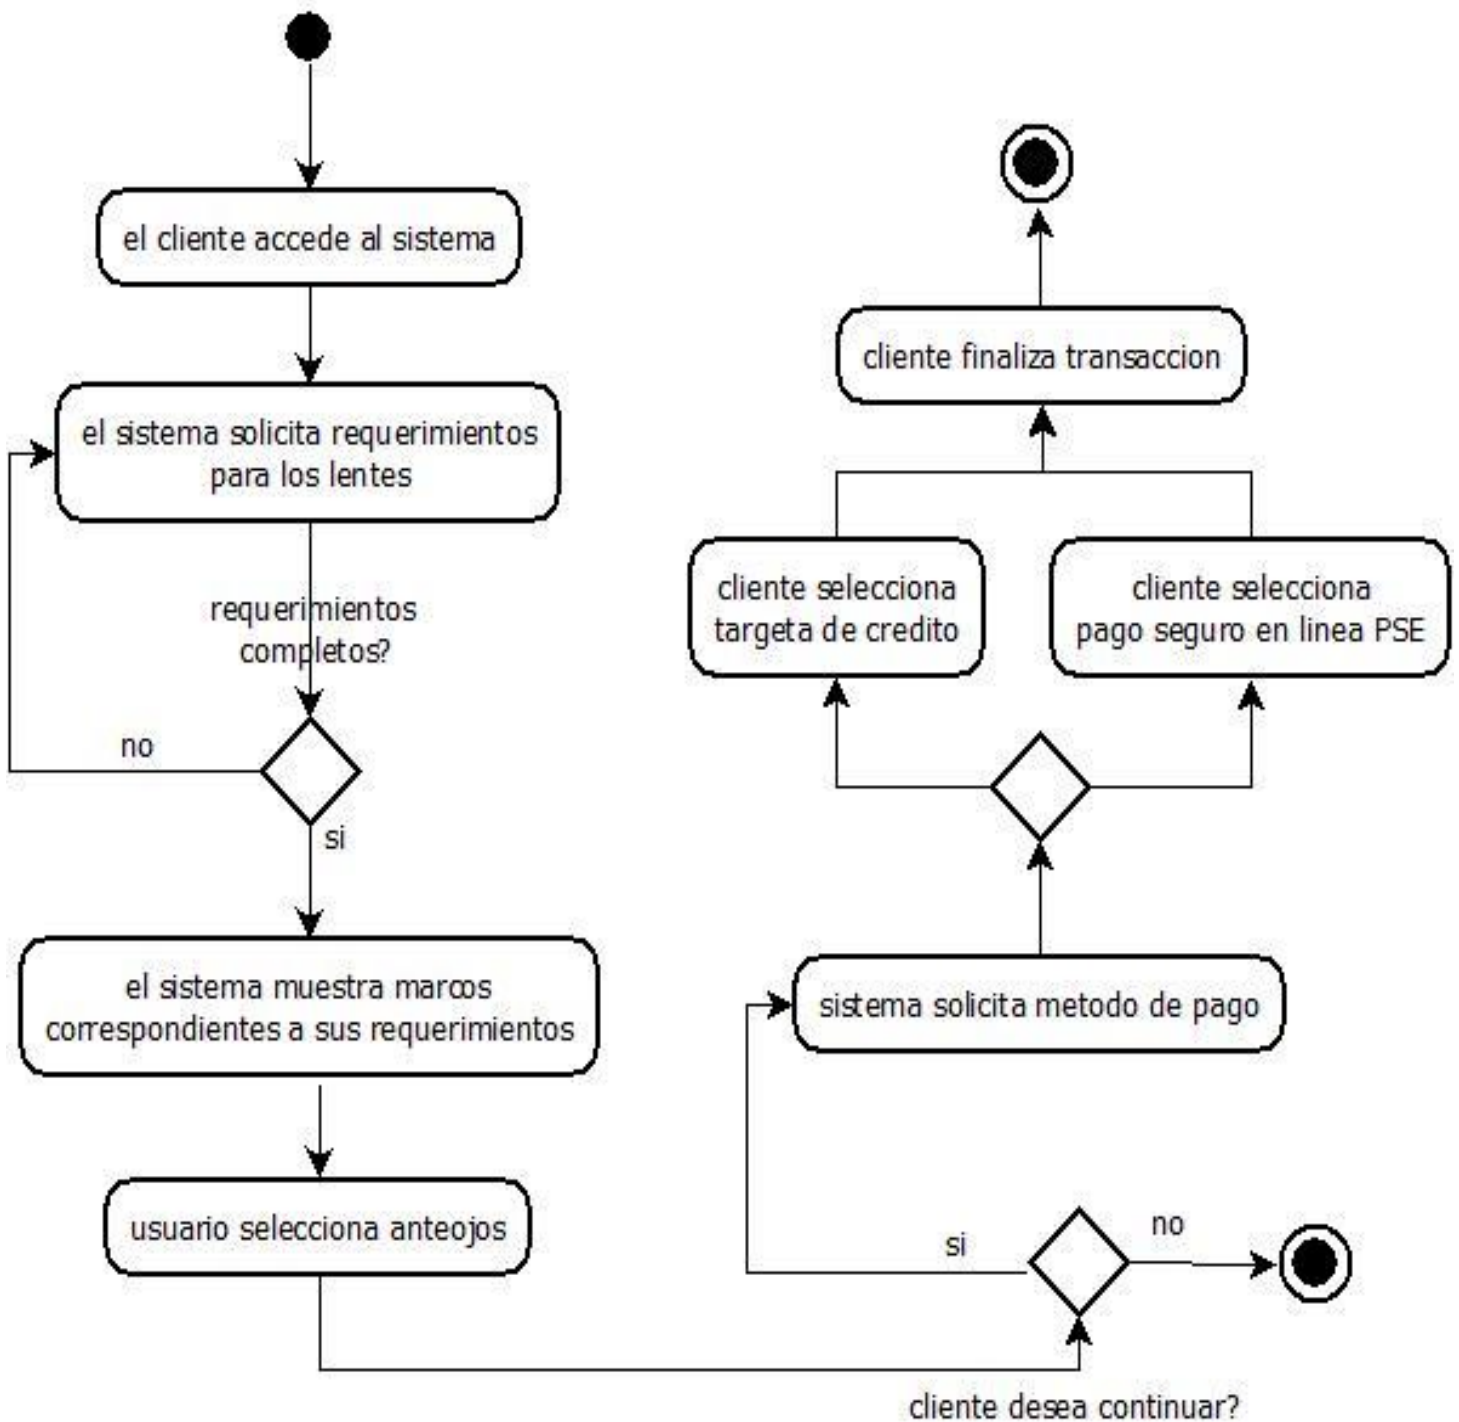 el cliente accede al sistema
el sistema solicita requerimientos
para los lentes
requerimientos
completos?
no
si
el sistema muestra marcos
correspondientes a sus requerimientos
usuario selecciona anteojos
cliente desea continuar?
si
no
sistema solicita metodo de pago
cliente selecciona
targeta de credito
cliente selecciona
pago seguro en linea PSE
cliente finaliza transaccion